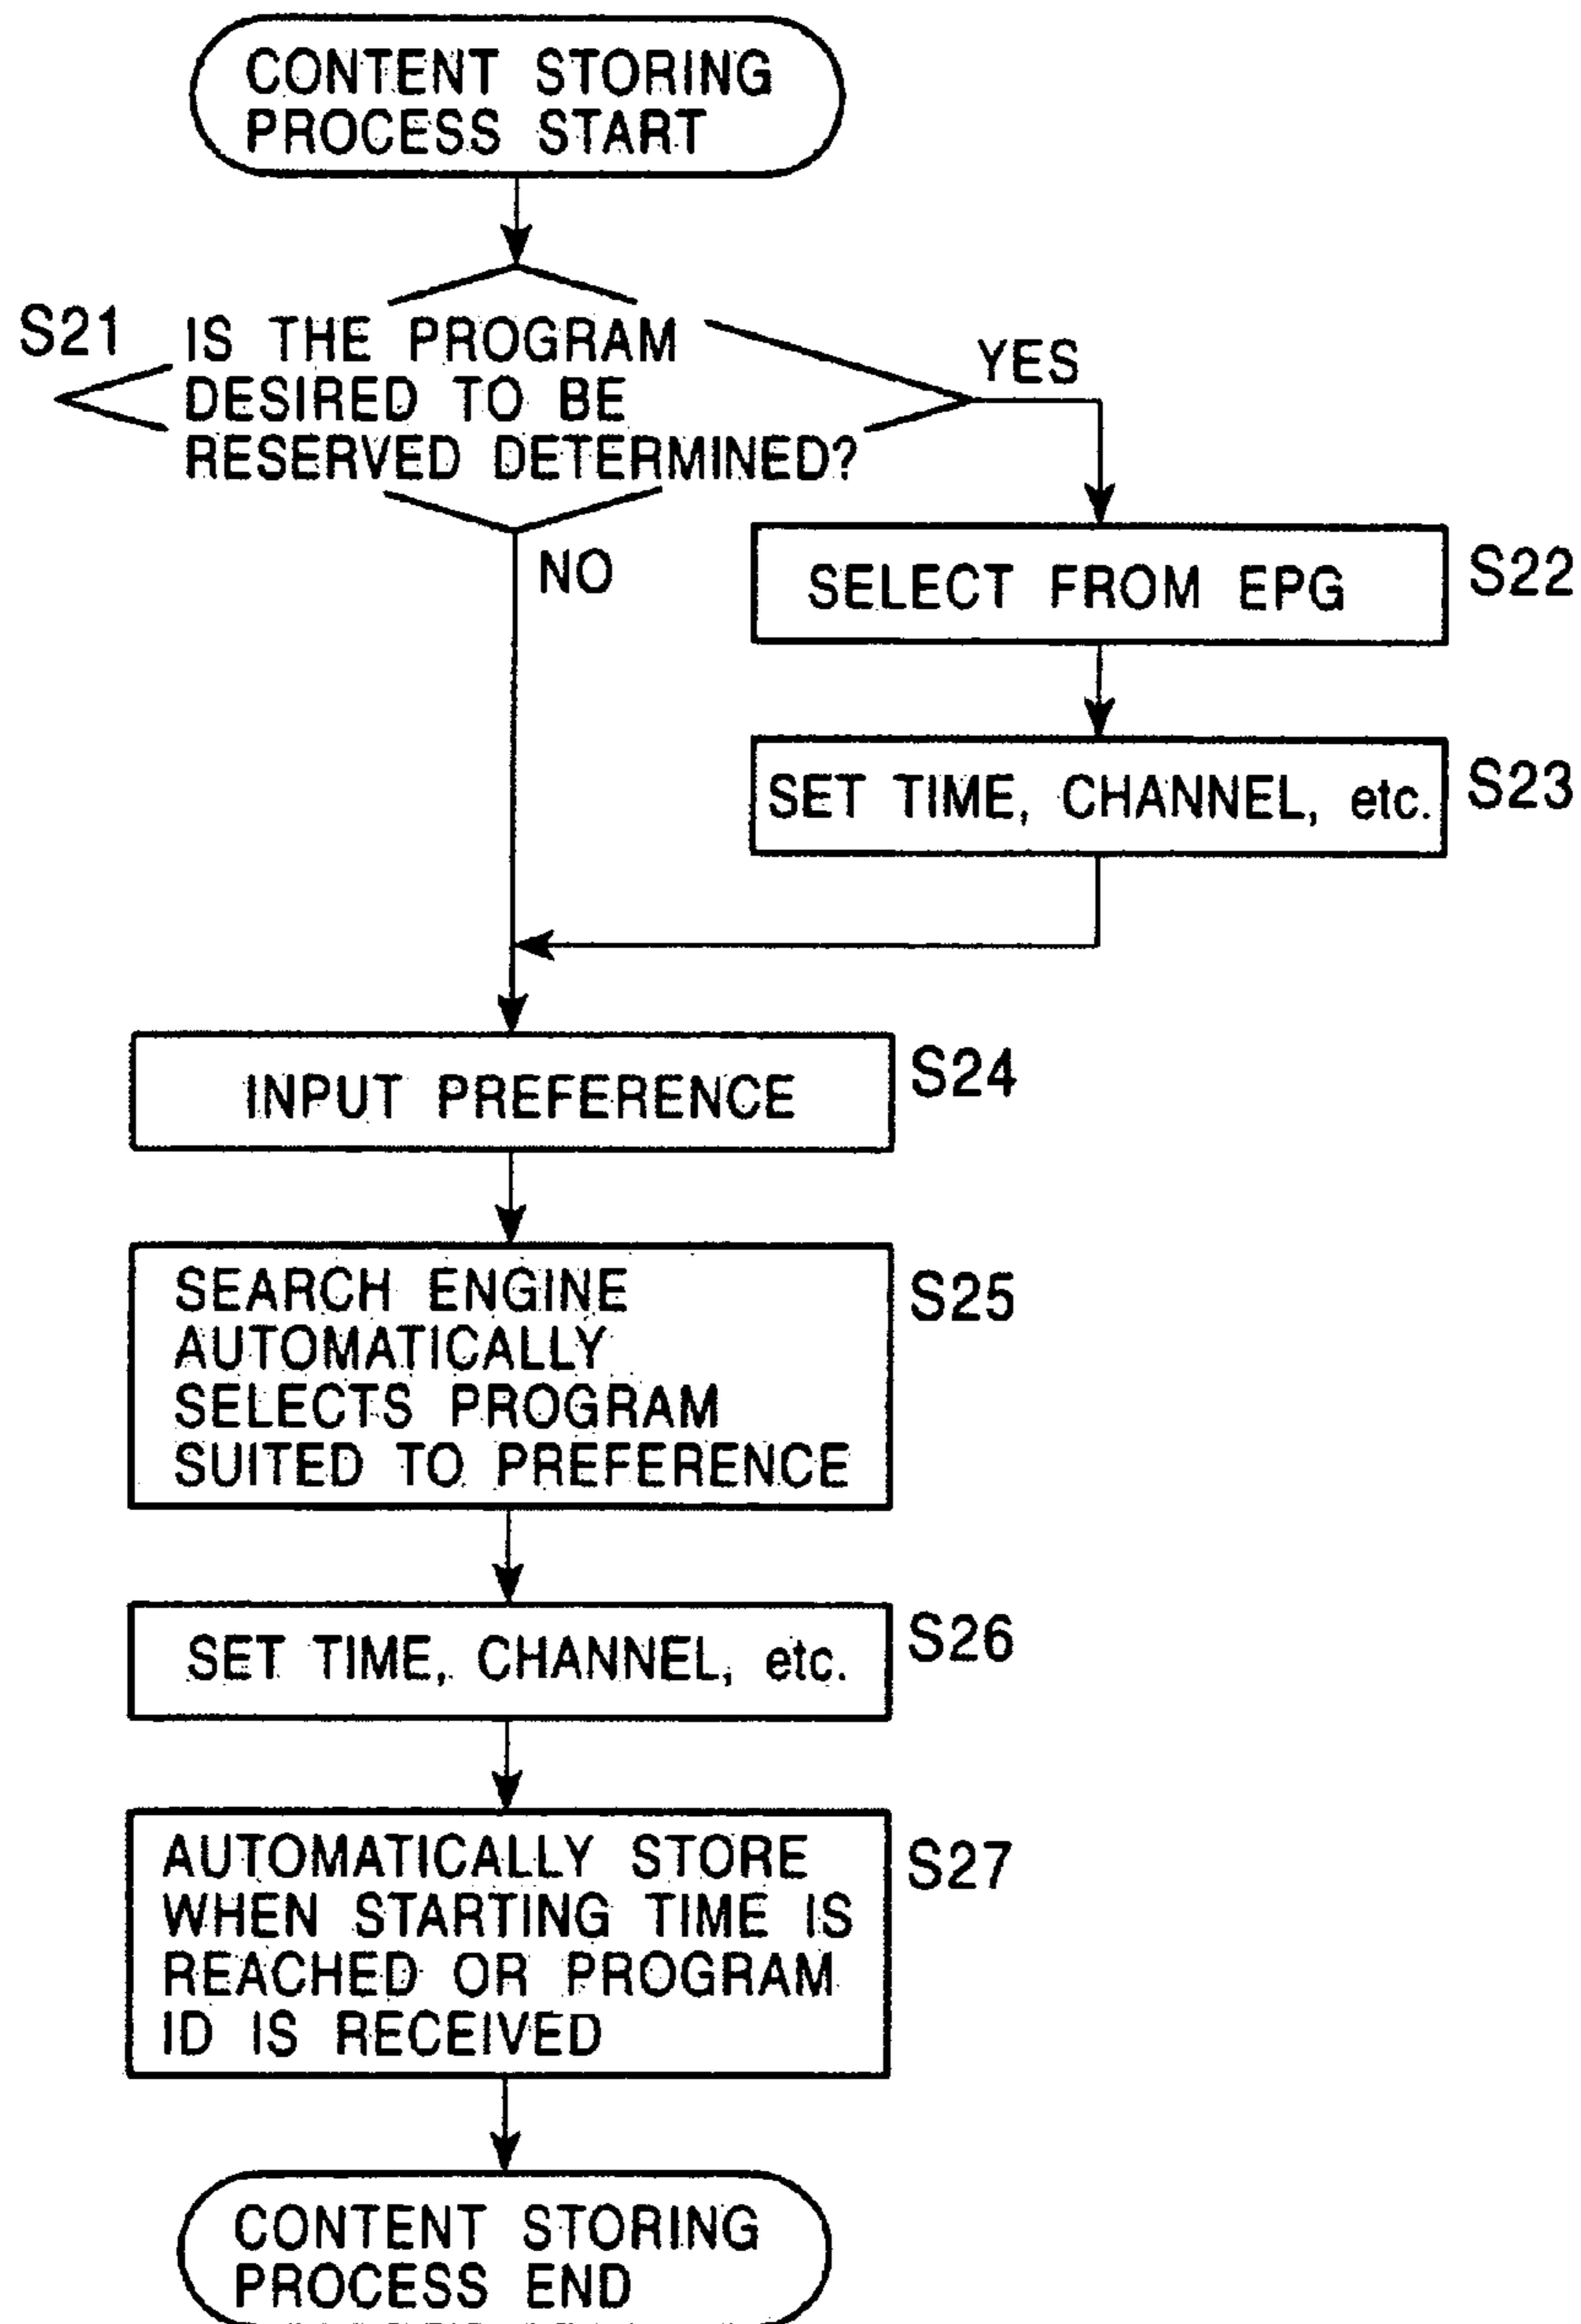 CONTENT STORING
PROCESS START
S21
IS THE PROGRAM
DESIRED TO BE
RESERVED DETERMINED?
YES
NO
SELECT FROM EPG
S22
SET TIME, CHANNEL, etc.
S23
INPUT PREFERENCE
S24
SEARCH ENGINE
AUTOMATICALLY
SELECTS PROGRAM
SUITED TO PREFERENCE
S25
SET TIME, CHANNEL, etc.
S26
AUTOMATICALLY STORE
WHEN STARTING TIME IS
REACHED OR PROGRAM
ID IS RECEIVED
S27
CONTENT STORING
PROCESS END